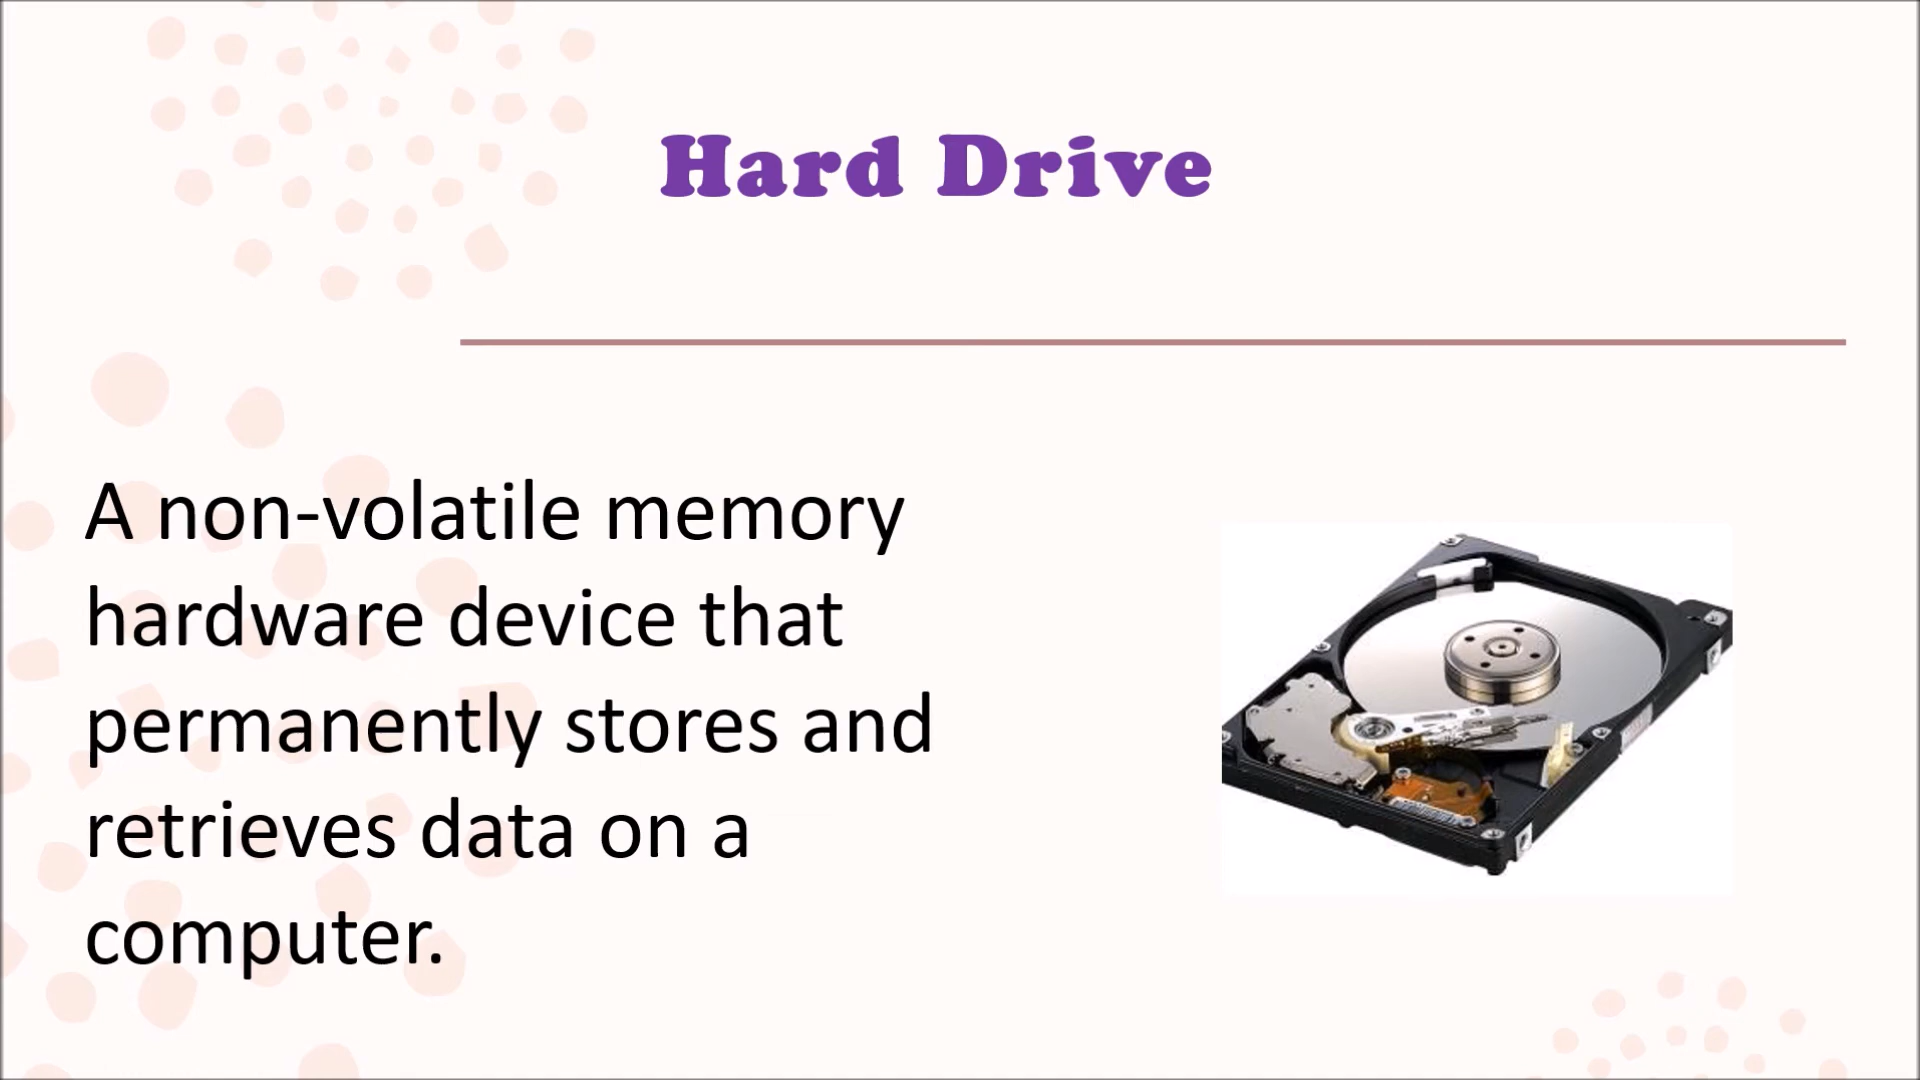 Hard Drive
A non-volatile memory
hardware device that
permanently stores and
retrieves data on a
computer.